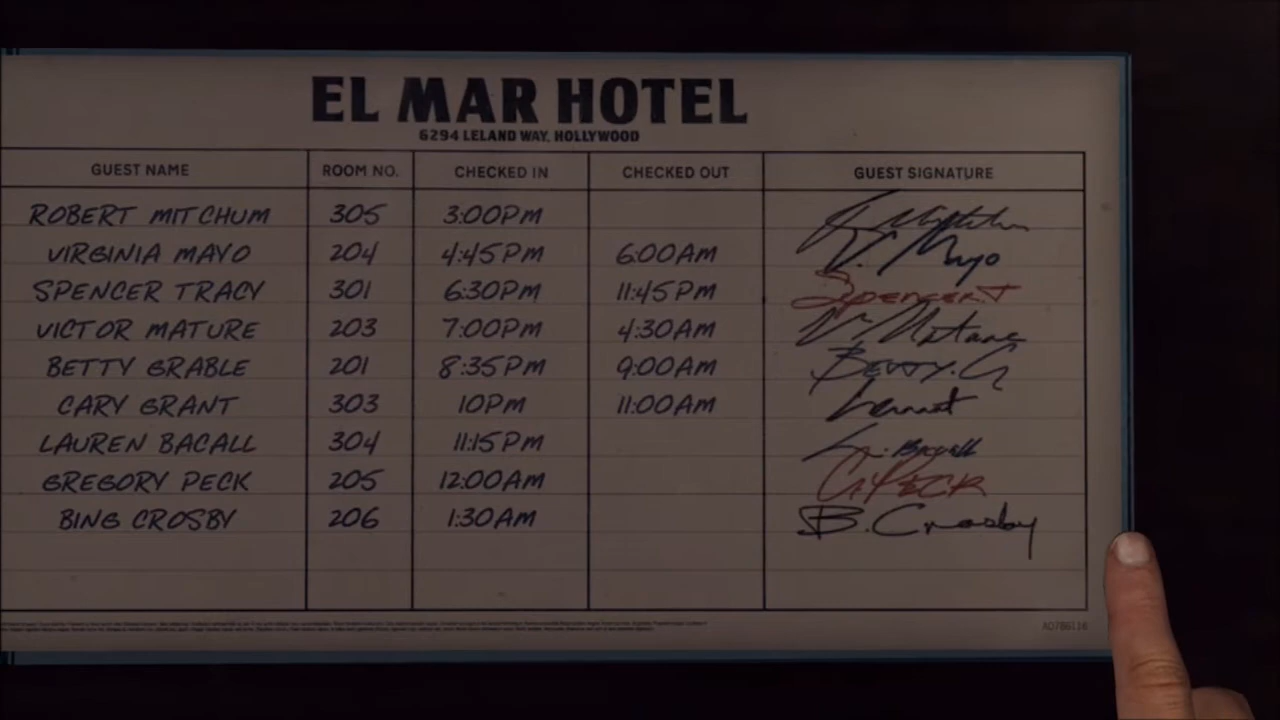 EL MAR HOTEL
6294 LELAND WAY, HOLLYWOOD
GUEST NAME ROOM NO. CHECKED IN CHECKED OUT GUEST SIGNATURE
ROBERT MITCHUM 305 3:00PM
VIRGINIA MAYO 204 4:45PM 6:00AM V. Mayo
SPENCER TRACY 301 6:30PM 11:45PM Spencer T
VICTOR MATURE 203 7:00PM 4:30AM
BETTY GRABLE 201 8:35PM 9:00AM BETTY. G
CARY GRANT 303 10PM 11:00AM
LAUREN BACALL 304 11:15PM L. Bacall
GREGORY PECK 205 12:00AM G. PECK
BING CROSBY 206 1:30AM B. Crosby